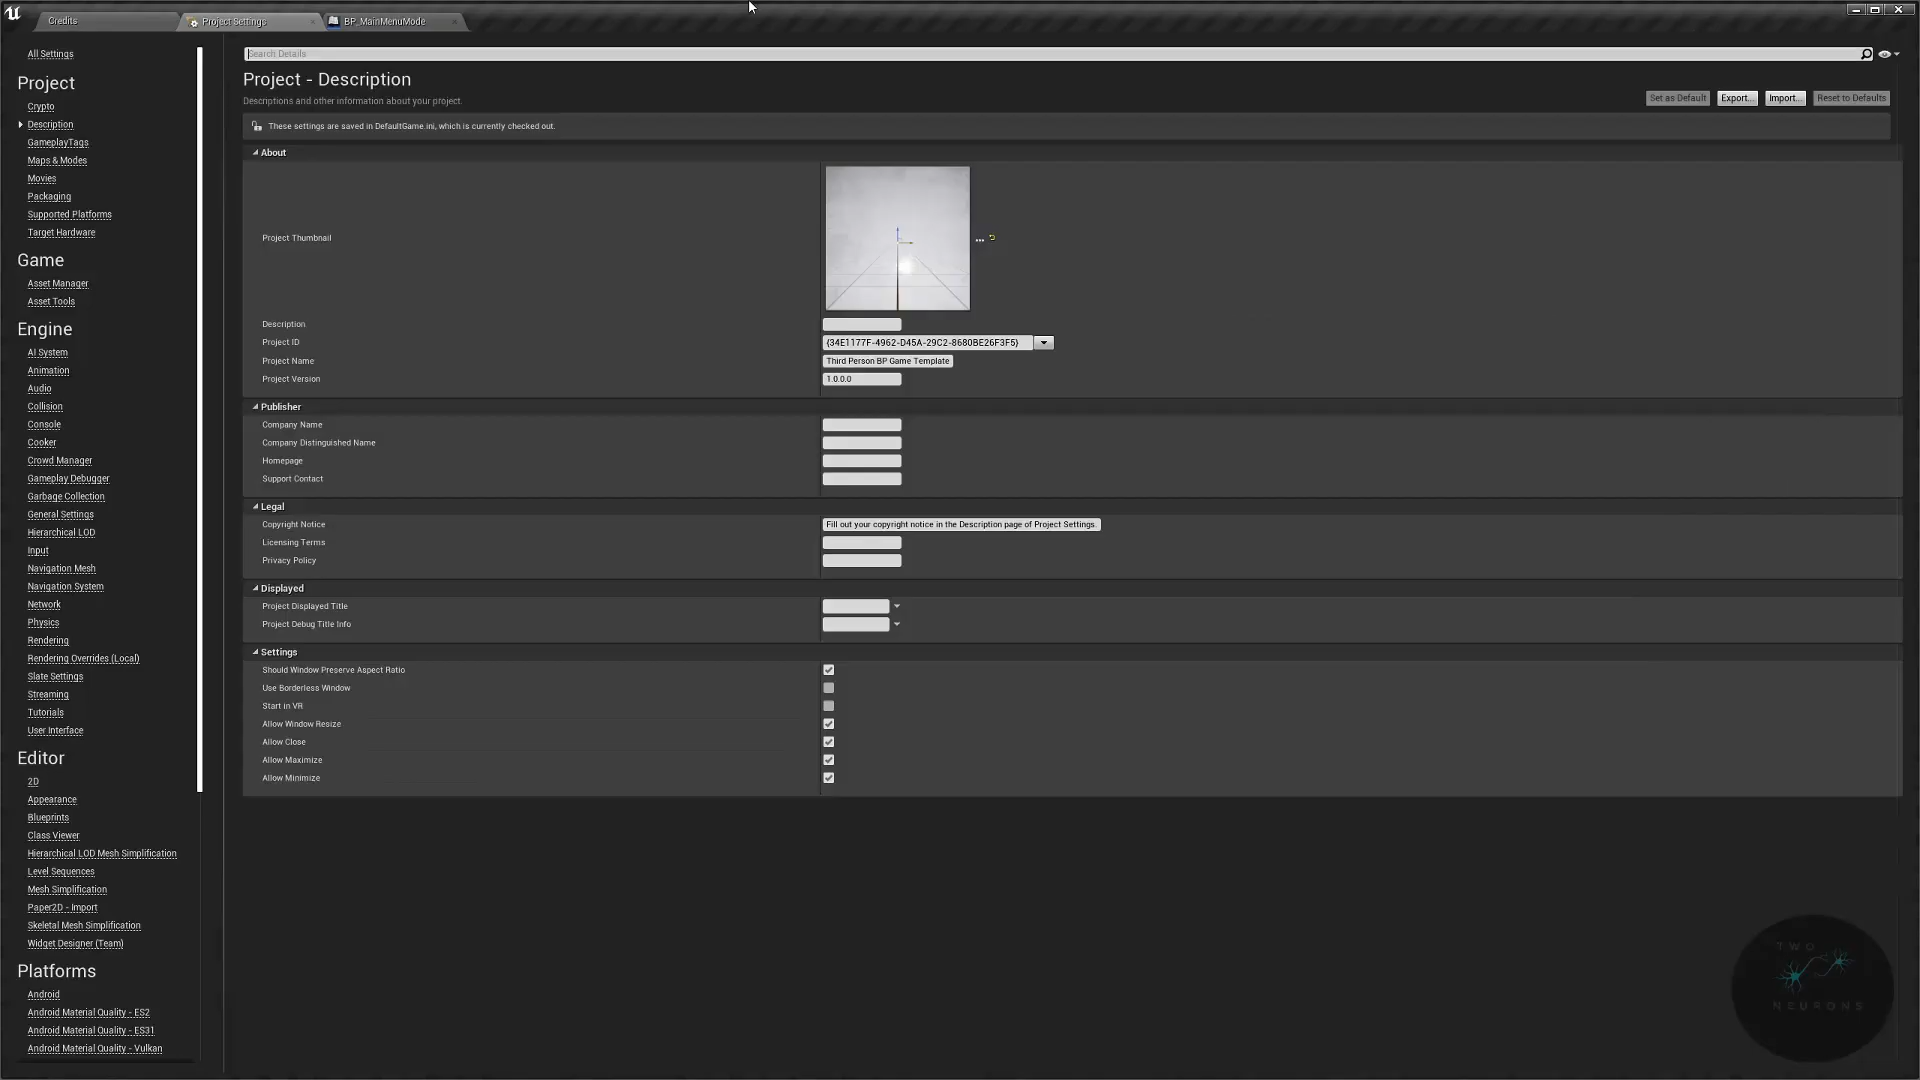 Credits
Project Settings
BP_MainMenuMode
All Settings
Project
Crypto
Description
GameplayTags
Maps & Modes
Movies
Packaging
Supported Platforms
Target Hardware
Game
Asset Manager
Asset Tools
Engine
AI System
Animation
Audio
Collision
Console
Cooker
Crowd Manager
Gameplay Debugger
Garbage Collection
General Settings
Hierarchical LOD
Input
Navigation Mesh
Navigation System
Network
Physics
Rendering
Rendering Overrides (Local)
Slate Settings
Streaming
Tutorials
User Interface
Editor
2D
Appearance
Blueprints
Class Viewer
Hierarchical LOD Mesh Simplification
Level Sequences
Mesh Simplification
Paper2D - Import
Skeletal Mesh Simplification
Widget Designer (Team)
Platforms
Android
Android Material Quality - ES2
Android Material Quality - ES31
Android Material Quality - Vulkan
Search Details
Project - Description
Descriptions and other information about your project.
Set as Default
Export...
Import...
Reset to Defaults
These settings are saved in DefaultGame.ini, which is currently checked out.
About
Project Thumbnail
Description
Project ID {34E1177F-4962-D45A-29C2-8680BE26F3F5}
Project Name Third Person BP Game Template
Project Version 1.0.0.0
Publisher
Company Name
Company Distinguished Name
Homepage
Support Contact
Legal
Copyright Notice Fill out your copyright notice in the Description page of Project Settings.
Licensing Terms
Privacy Policy
Displayed
Project Displayed Title
Project Debug Title Info
Settings
Should Window Preserve Aspect Ratio
Use Borderless Window
Start in VR
Allow Window Resize
Allow Close
Allow Maximize
Allow Minimize
TWO
NEURONS